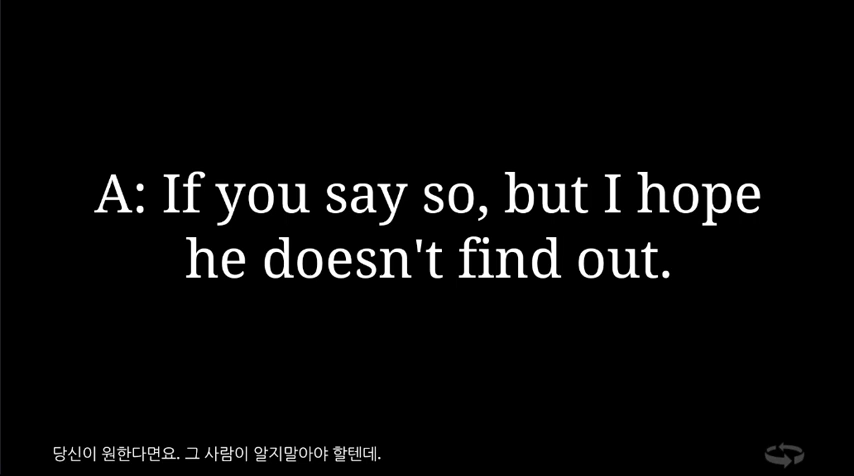 A: If you say so, but I hope
he doesn't find out.
당신이 원한다면요. 그 사람이 알지말아야 할텐데.